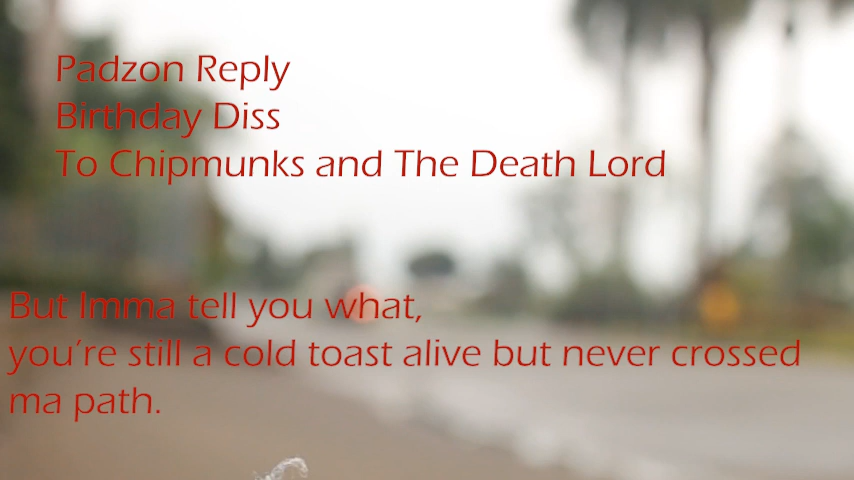 Padzon Reply
Birthday Diss
To Chipmunks and The Death Lord
But Imma tell you what,
you're still a cold toast alive but never crossed
ma path.